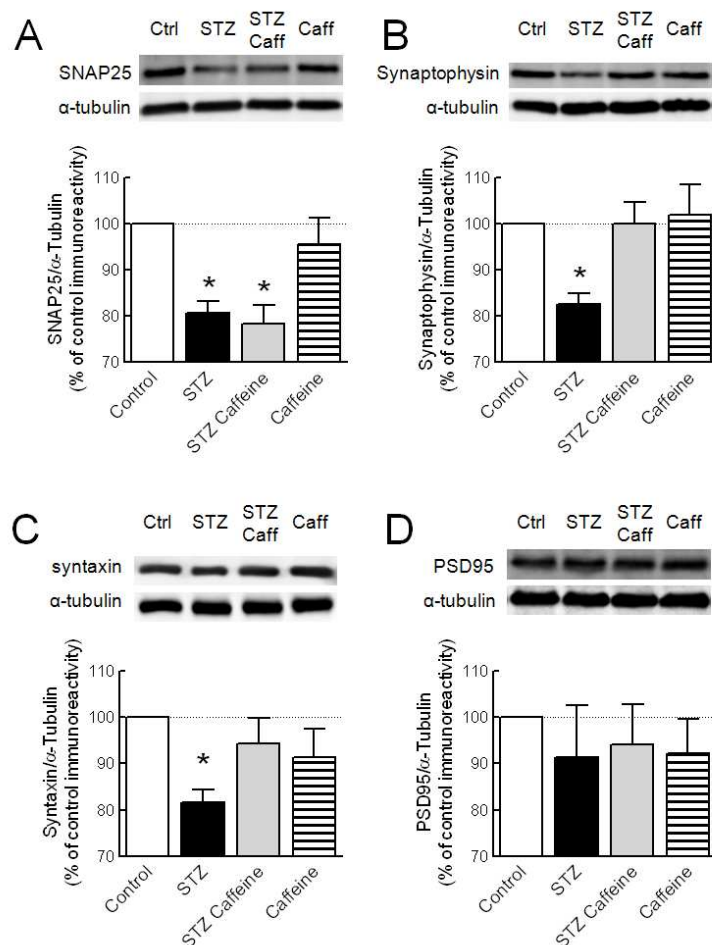 A
Ctrl STZ STZ Caff Caff
SNAP25
α-tubulin
SNAP25/α-Tubulin
(% of control immunoreactivity)
110
100
90
80
70
* *
Control
STZ
STZ Caffeine
Caffeine
B
Ctrl STZ STZ Caff Caff
Synaptophysin
α-tubulin
Synaptophysin/α-Tubulin
(% of control immunoreactivity)
110
100
90
80
70
*
Control
STZ
STZ Caffeine
Caffeine
C
Ctrl STZ STZ Caff Caff
syntaxin
α-tubulin
Syntaxin/α-Tubulin
(% of control immunoreactivity)
110
100
90
80
70
*
Control
STZ
STZ Caffeine
Caffeine
D
Ctrl STZ STZ Caff Caff
PSD95
α-tubulin
PSD95/α-Tubulin
(% of control immunoreactivity)
110
100
90
80
70
Control
STZ
STZ Caffeine
Caffeine